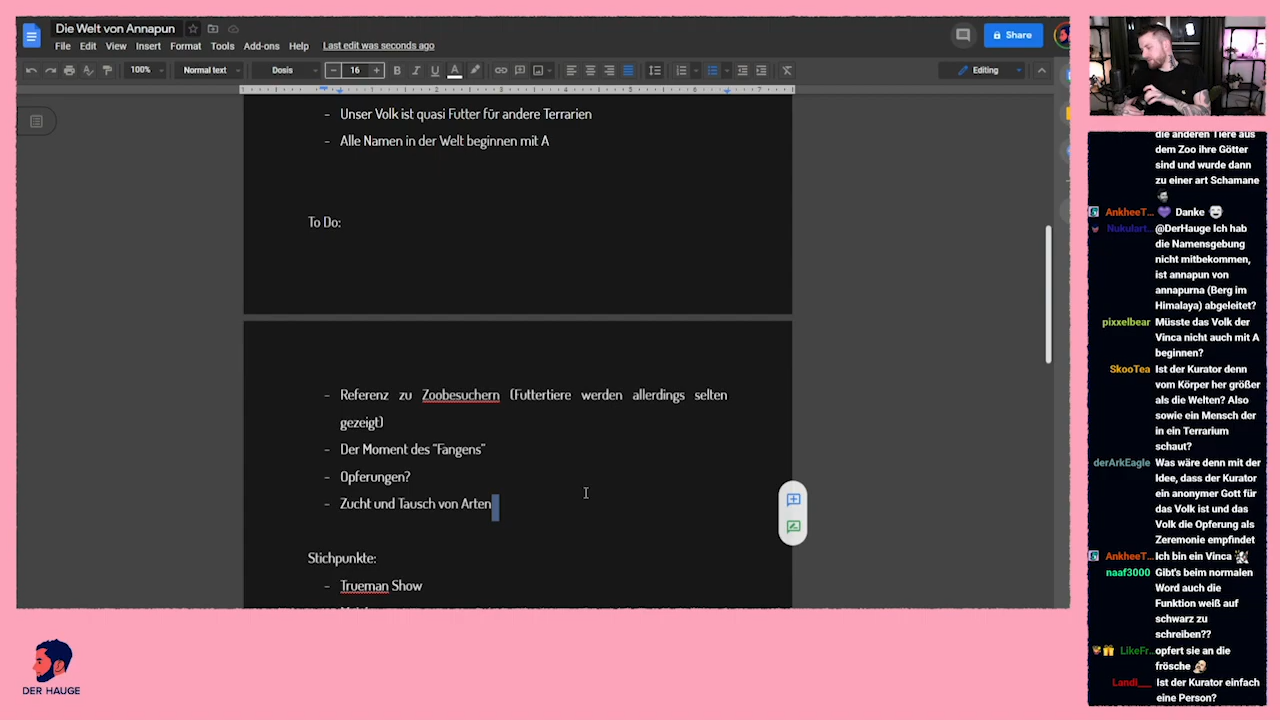 Die Welt von Annapun
File Edit View Insert Format Tools Add-ons Help Last edit was seconds ago
Share
100% Normal text Dosis 16 Editing
1 2 3 4 5 6 7
- Unser Volk ist quasi Futter für andere Terrarien
- Alle Namen in der Welt beginnen mit A
To Do:
- Referenz zu Zoobesuchern (Futtertiere werden allerdings selten
gezeigt)
- Der Moment des "Fangens"
- Opferungen?
- Zucht und Tausch von Arten
Stichpunkte:
- Trueman Show
DER HAUGE
die anderen Tiere aus
dem Zoo ihre Götter
sind und wurde dann
zu einer art Schamane
AnkheeT... Danke
Nukulart... @DerHauge Ich hab
die Namensgebung
nicht mitbekommen,
ist annapun von
annapurna (Berg im
Himalaya) abgeleitet?
pixxelbear Müsste das Volk der
Vinca nicht auch mit A
beginnen?
SkooTea Ist der Kurator denn
vom Körper her größer
als die Welten? Also
sowie ein Mensch der
in ein Terrarium
schaut?
derArkEagle Was wäre denn mit der
Idee, dass der Kurator
ein anonymer Gott für
das Volk ist und das
Volk die Opferung als
Zeremonie empfindet
AnkheeT... Ich bin ein Vinca
naaf3000 Gibt's beim normalen
Word auch die
Funktion weiß auf
schwarz zu
schreiben??
LikeFr... opfert sie an die
frösche
Landi___ Ist der Kurator einfach
eine Person?